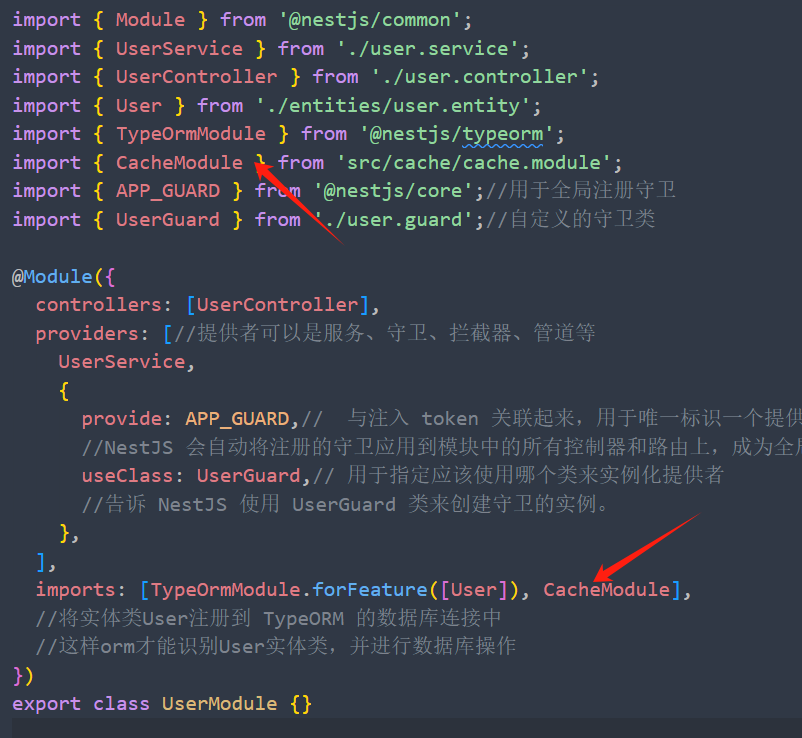 import { Module } from '@nestjs/common';
import { UserService } from './user.service';
import { UserController } from './user.controller';
import { User } from './entities/user.entity';
import { TypeOrmModule } from '@nestjs/typeorm';
import { CacheModule } from 'src/cache/cache.module';
import { APP_GUARD } from '@nestjs/core';//用于全局注册守卫
import { UserGuard } from './user.guard';//自定义的守卫类
@Module({
controllers: [UserController],
providers: [//提供者可以是服务、守卫、拦截器、管道等
UserService,
{
provide: APP_GUARD,//  与注入 token 关联起来，用于唯一标识一个提供
//NestJS 会自动将注册的守卫应用到模块中的所有控制器和路由上，成为全
useClass: UserGuard,// 用于指定应该使用哪个类来实例化提供者
//告诉 NestJS 使用 UserGuard 类来创建守卫的实例。
},
],
imports: [TypeOrmModule.forFeature([User]), CacheModule],
//将实体类User注册到 TypeORM 的数据库连接中
//这样orm才能识别User实体类，并进行数据库操作
})
export class UserModule {}